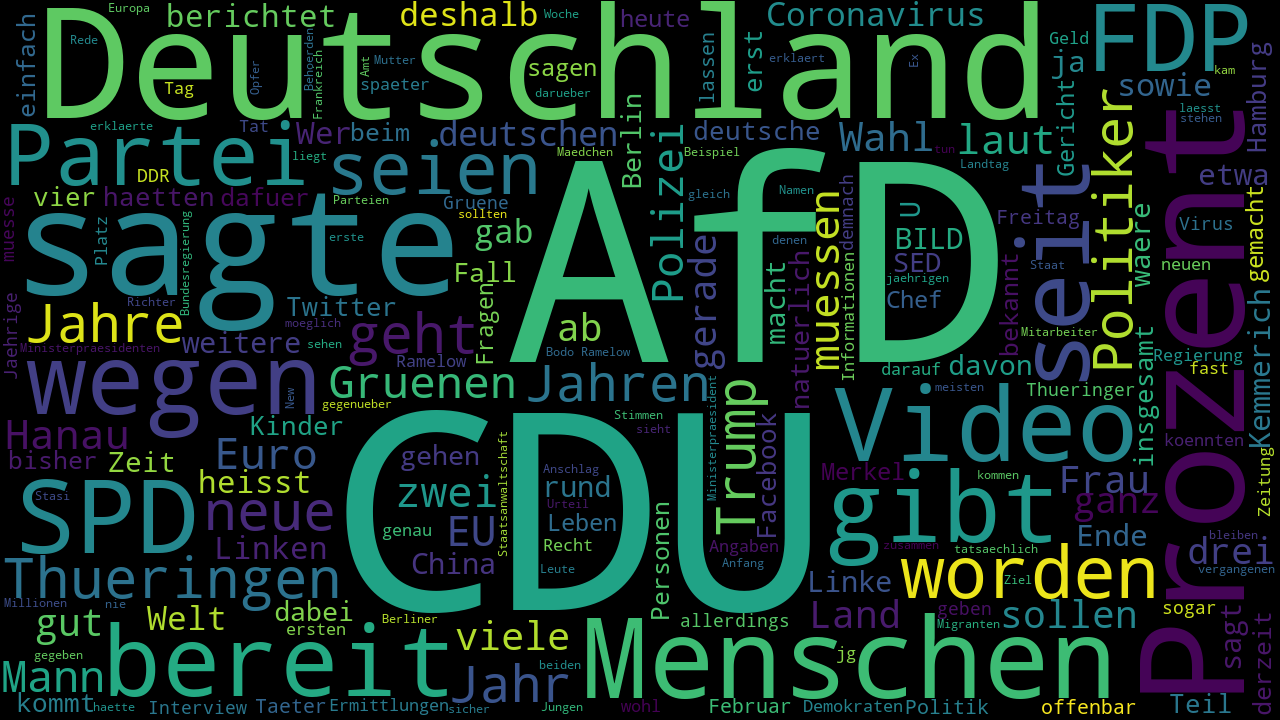 Europa
berichtet
deshalb
Woche
heute
Coronavirus
FDP
einfach
Rede
Deutschland
Behoerden
Frankreich
Amt
Mutter
sagen
lassen
erst
erklaert
Ex
Geld
ja
kam
Tag
Opfer
spaeter
darueber
sowie
Hamburg
laesst
stehen
erklaerte
Tat
Wer
beim
deutschen
Berlin
deutsche
Wahl
laut
Gericht
Politiker
Partei
liegt
seien
Maedchen
Polizei
Beispiel
tun
Landtag
DDR
etwa
vier
haetten
dafuer
Parteien
Gruene
sollten
gleich
Namen
demnach
U
Freitag
seit
waere
Virus
gemacht
Prozent
muesse
Platz
Bundesregierung
sagte
erste
gab
AfD
denen
BILD
SED
jaehrigen
Chef
Staat
bekannt
neuen
Fall
Fragen
gerade
macht
natuerlich
muessen
Informationen
Jaehrige
Richter
Twitter
Jahre
moeglich
weitere
sehen
geht
ab
Mitarbeiter
Kemmerich
Ministerpraesidenten
Ramelow
Bodo Ramelow
darauf
davon
Regierung
fast
wegen
New
gegenueber
Gruenen
Jahren
meisten
Thueringer
insgesamt
Hanau
Kinder
Stimmen
sieht
Trump
Ministerpraesident
Facebook
Video
koennten
Zeitung
bisher
Zeit
Euro
gehen
CDU
Merkel
kommen
Frau
SPD
Stasi
heisst
zwei
Staatsanwaltschaft
Anschlag
rund
Urteil
gibt
ganz
neue
genau
EU
Leben
Recht
Personen
Angaben
Anfang
zusammen
tatsaechlich
Ende
drei
bleiben
vergangenen
Linken
China
Leute
Linke
worden
Ziel
Thueringen
Millionen
nie
Welt
dabei
ersten
Berliner
allerdings
Land
geben
Migranten
sollen
sogar
sagt
derzeit
gut
gegeben
bereit
viele
beiden
Menschen
jg
Mann
Jahr
kommt
haette
Interview
Taeter
Ermittlungen
sicher
Jungen
wohl
Februar
Demokraten
Politik
offenbar
Teil